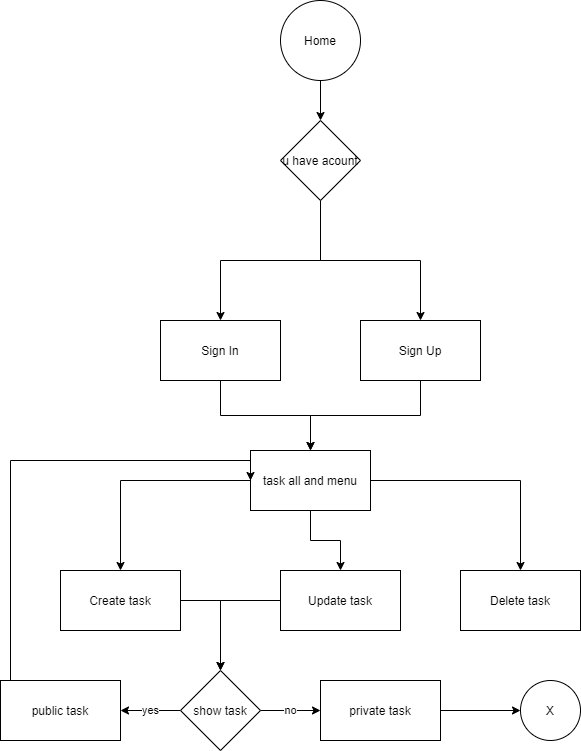 Home
u have acount
Sign In
Sign Up
task all and menu
Create task
Update task
Delete task
public task
yes
show task
no
private task
X